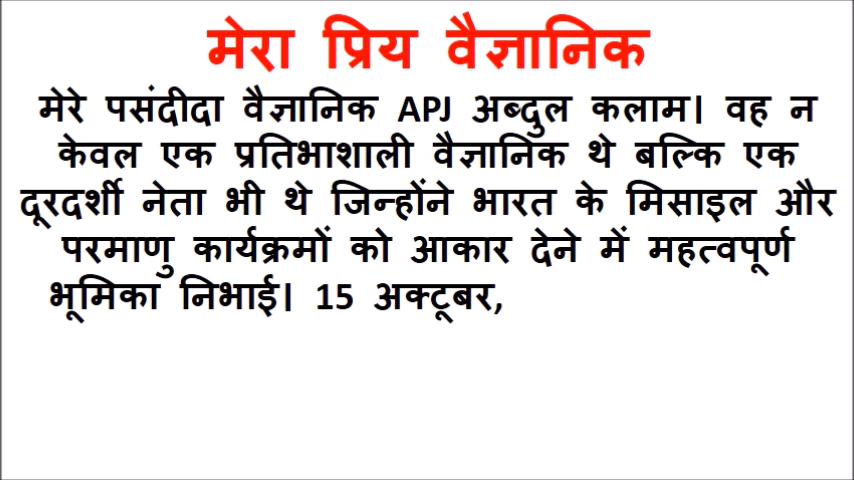 मेरा प्रिय वैज्ञानिक
मेरे पसंदीदा वैज्ञानिक APJ अब्दुल कलाम। वह न
केवल एक प्रतिभाशाली वैज्ञानिक थे बल्कि एक
दूरदर्शी नेता भी थे जिन्होंने भारत के मिसाइल और
परमाणु कार्यक्रमों को आकार देने में महत्वपूर्ण
भूमिका निभाई। 15 अक्टूबर,